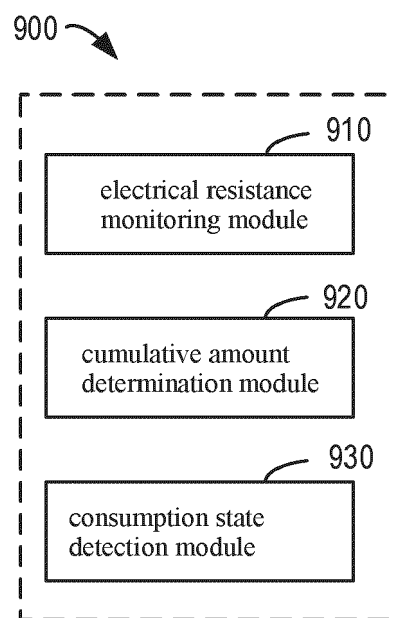 900
910
electrical resistance
monitoring module
920
cumulative amount
determination module
930
consumption state
detection module